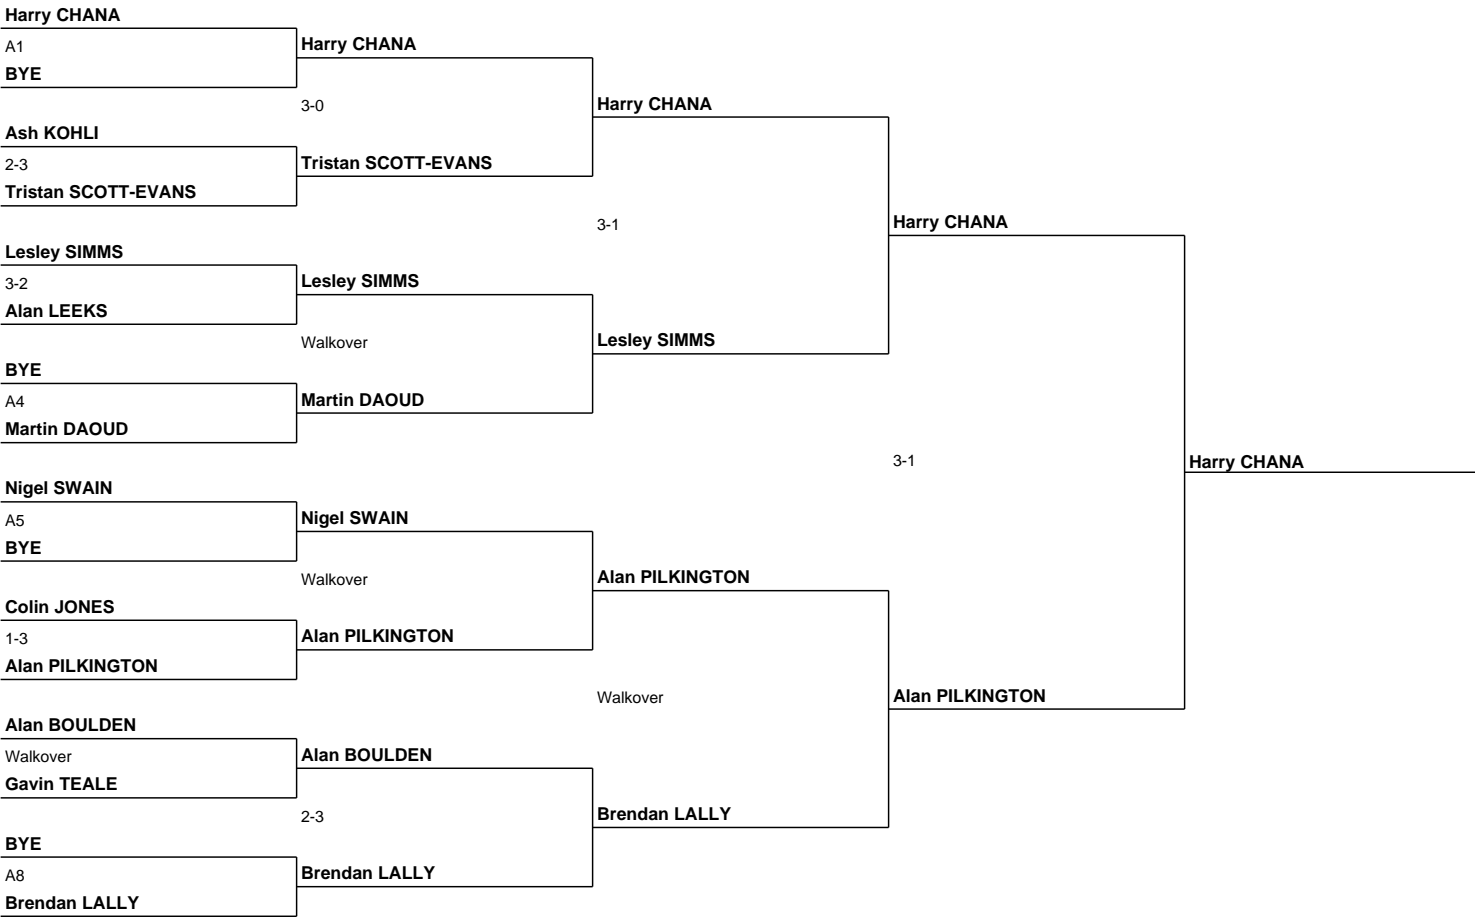 Harry CHANA
A1
BYE
Ash KOHLI
2-3
Tristan SCOTT-EVANS
Lesley SIMMS
3-2
Alan LEEKS
BYE
A4
Martin DAOUD
Nigel SWAIN
A5
BYE
Colin JONES
1-3
Alan PILKINGTON
Alan BOULDEN
Walkover
Gavin TEALE
BYE
A8
Brendan LALLY
Harry CHANA
3-0
Tristan SCOTT-EVANS
Lesley SIMMS
Walkover
Martin DAOUD
Nigel SWAIN
Walkover
Alan PILKINGTON
Alan BOULDEN
2-3
Brendan LALLY
Harry CHANA
3-1
Lesley SIMMS
Alan PILKINGTON
Walkover
Brendan LALLY
Harry CHANA
3-1
Alan PILKINGTON
Harry CHANA